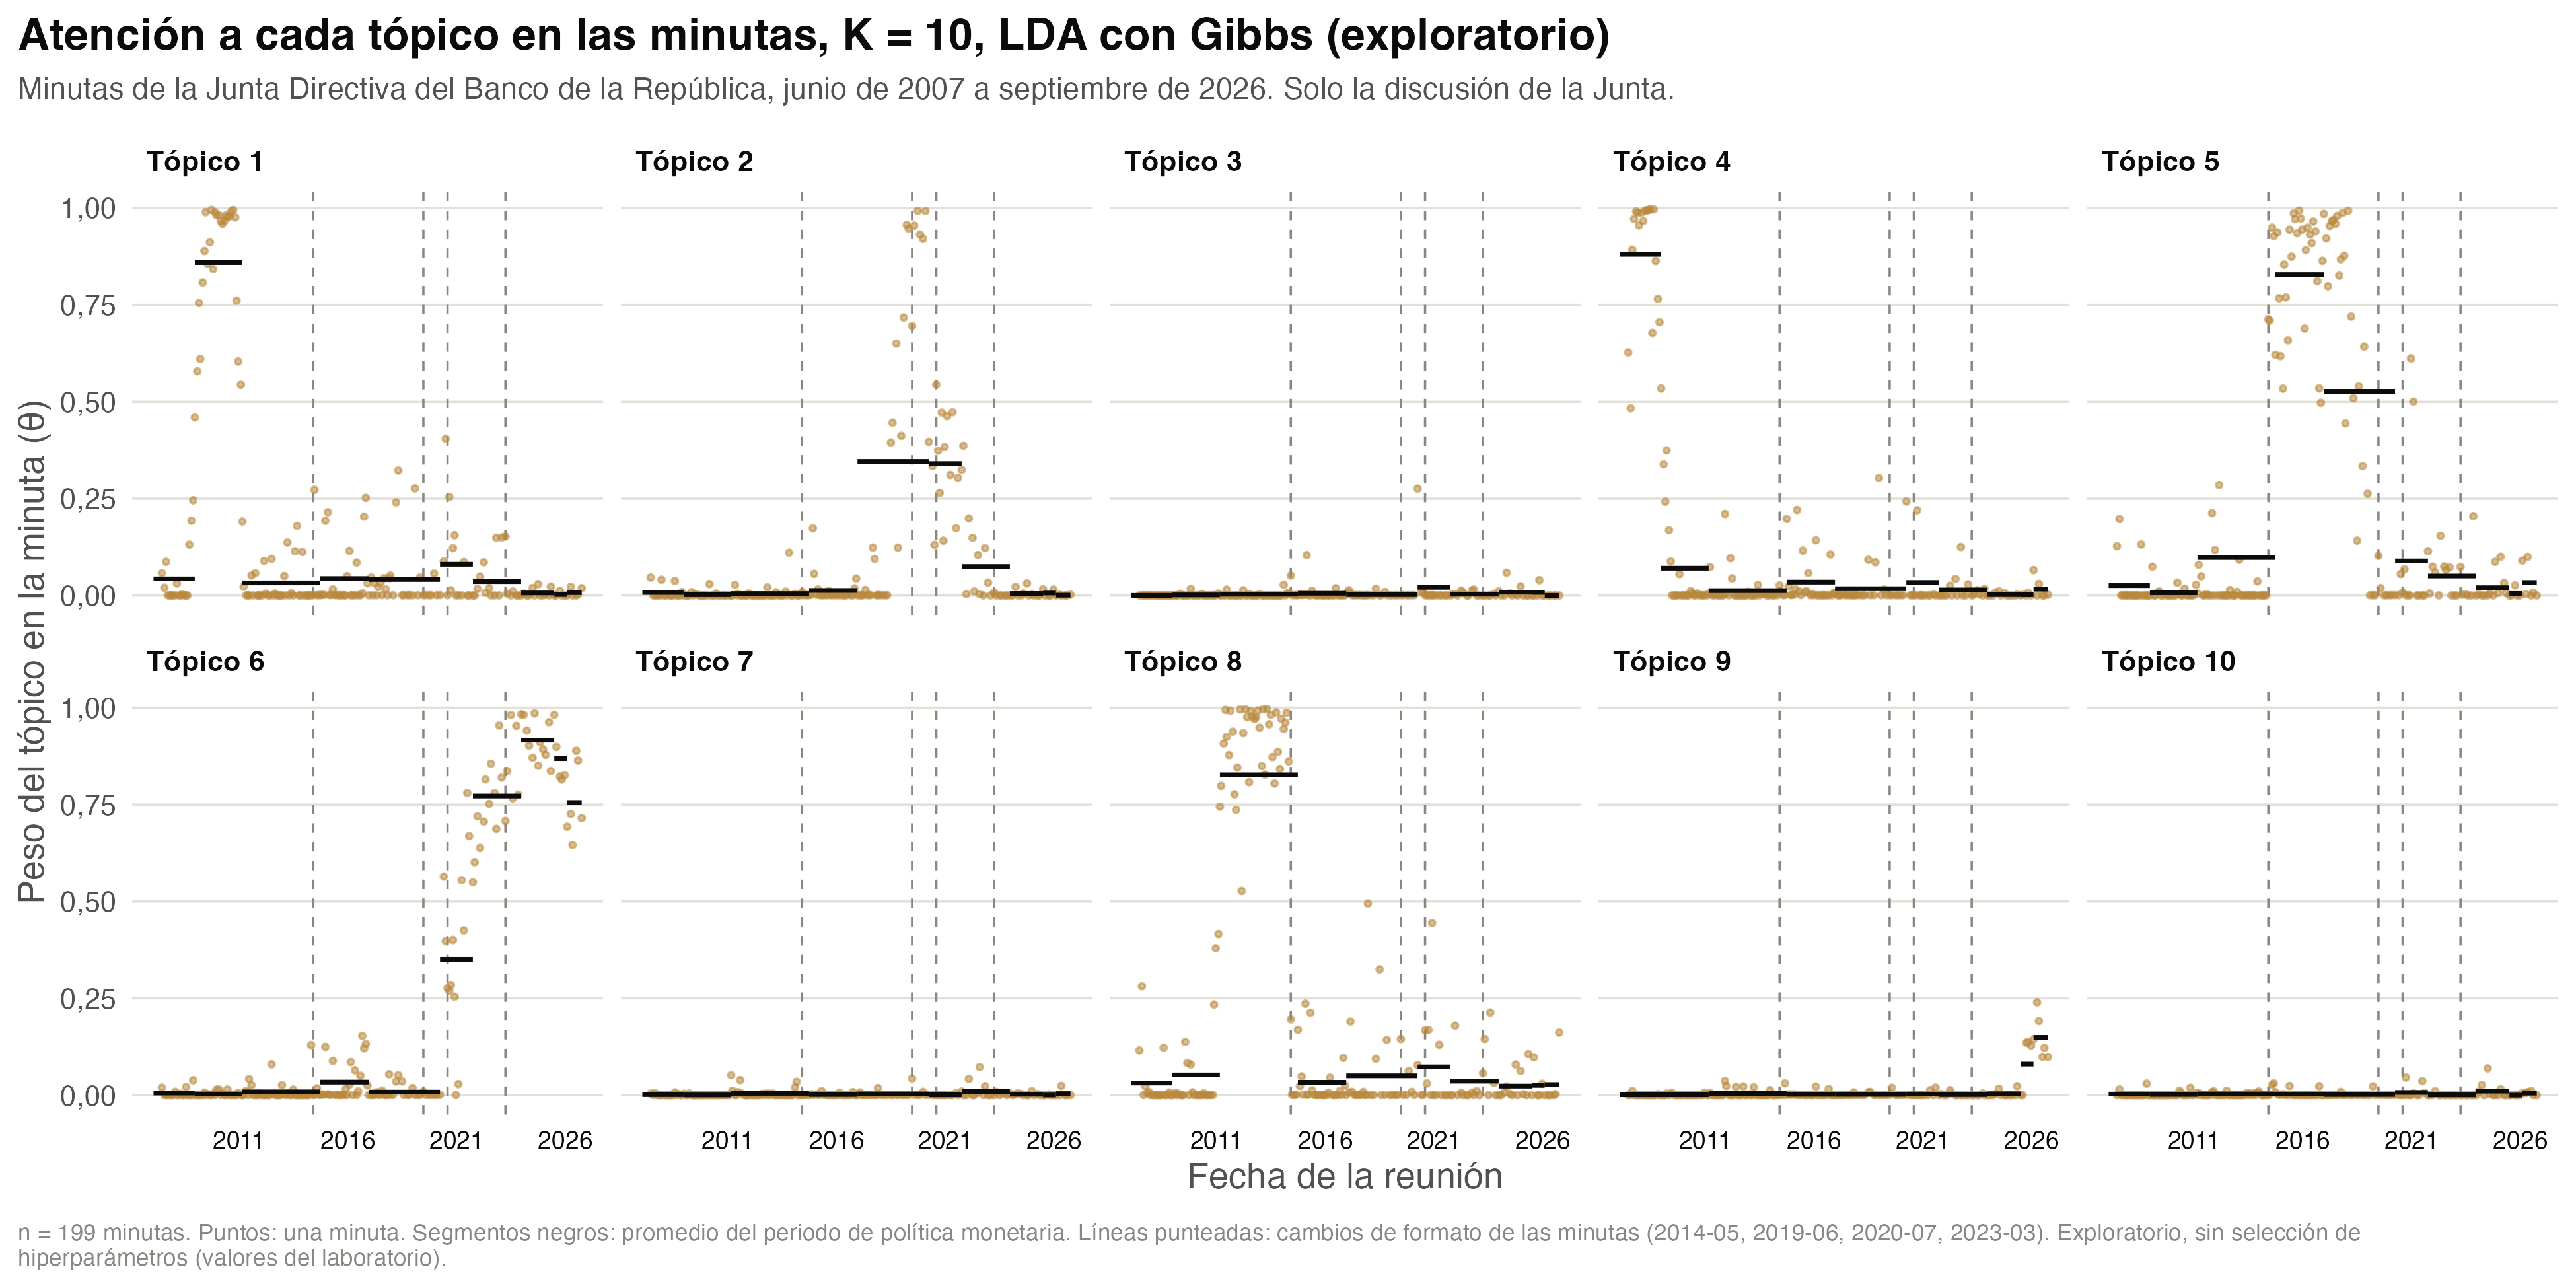 Atención a cada tópico en las minutas, K = 10, LDA con Gibbs (exploratorio)
Minutas de la Junta Directiva del Banco de la República, junio de 2007 a septiembre de 2026. Solo la discusión de la Junta.
Peso del tópico en la minuta (θ)
Tópico 1
Tópico 2
Tópico 3
Tópico 4
Tópico 5
1,00
0,75
0,50
0,25
0,00
Tópico 6
Tópico 7
Tópico 8
Tópico 9
Tópico 10
1,00
0,75
0,50
0,25
0,00
2011 2016 2021 2026
2011 2016 2021 2026
2011 2016 2021 2026
2011 2016 2021 2026
2011 2016 2021 2026
Fecha de la reunión
n = 199 minutas. Puntos: una minuta. Segmentos negros: promedio del periodo de política monetaria. Líneas punteadas: cambios de formato de las minutas (2014-05, 2019-06, 2020-07, 2023-03). Exploratorio, sin selección de
hiperparámetros (valores del laboratorio).